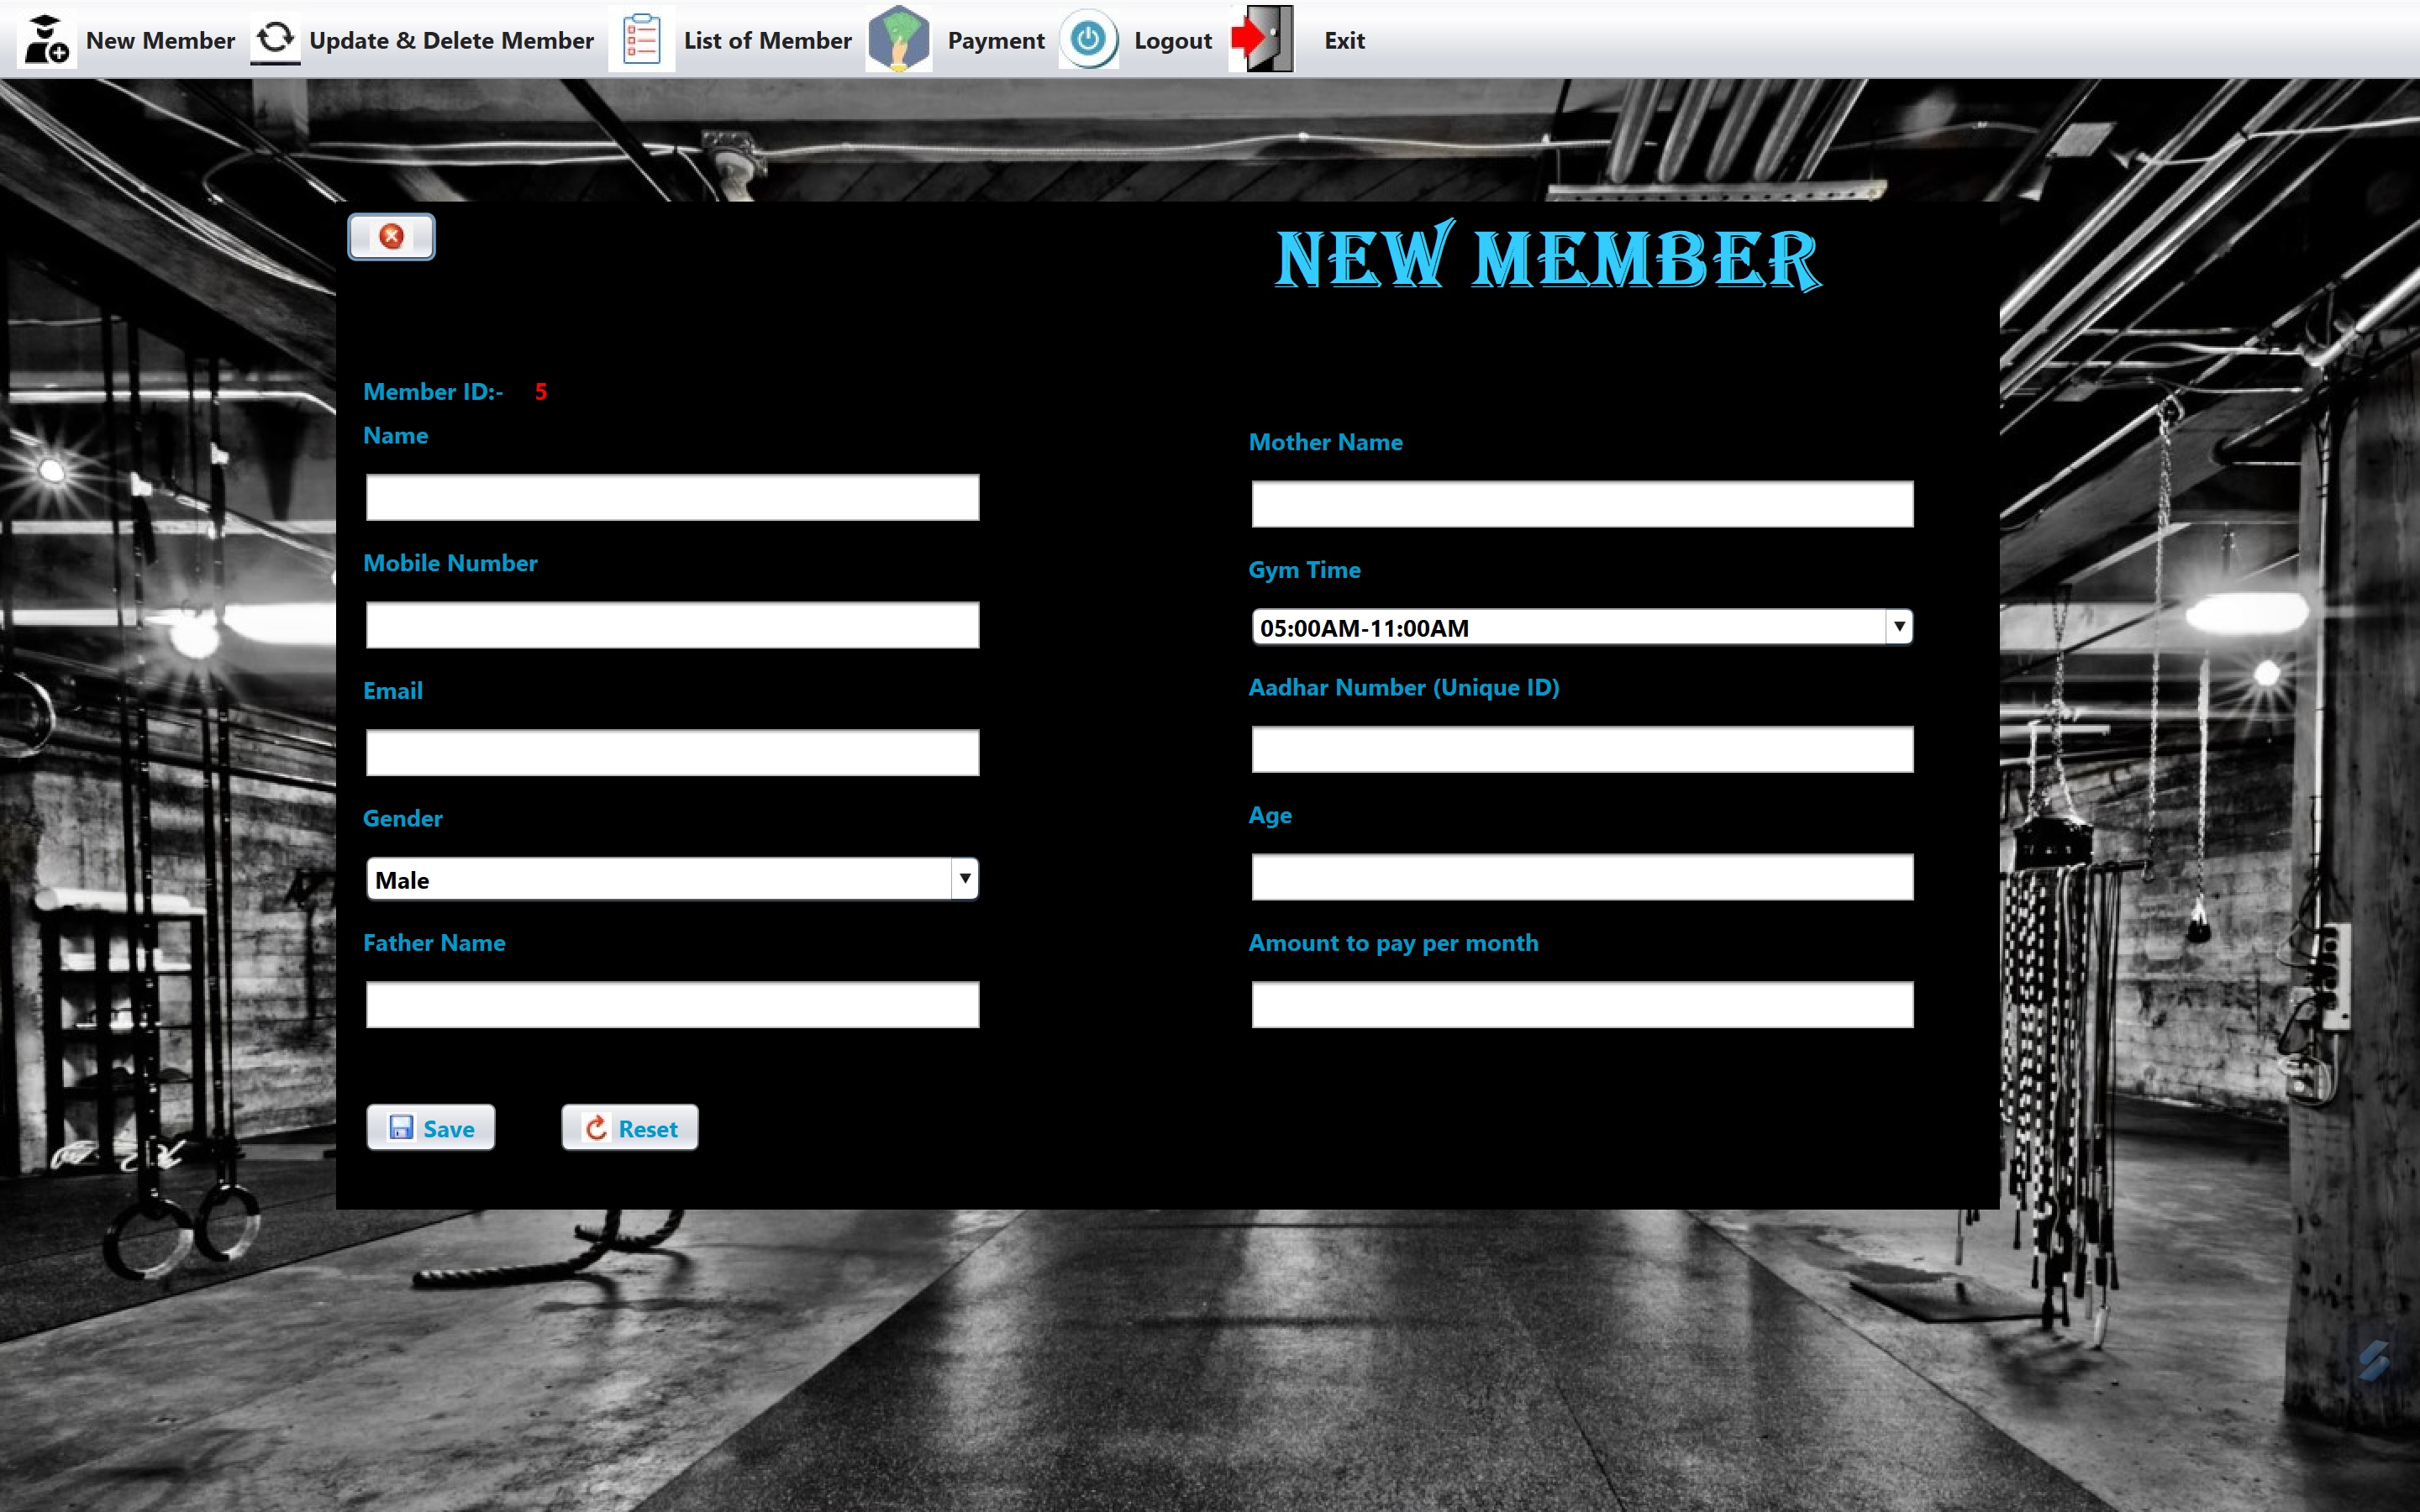 New Member Update & Delete Member List of Member Payment Logout Exit
NEW MEMBER
Member ID:- 5
Name
Mobile Number
Email
Gender
Male
Father Name
Mother Name
Gym Time
05:00AM-11:00AM
Aadhar Number (Unique ID)
Age
Amount to pay per month
Save Reset